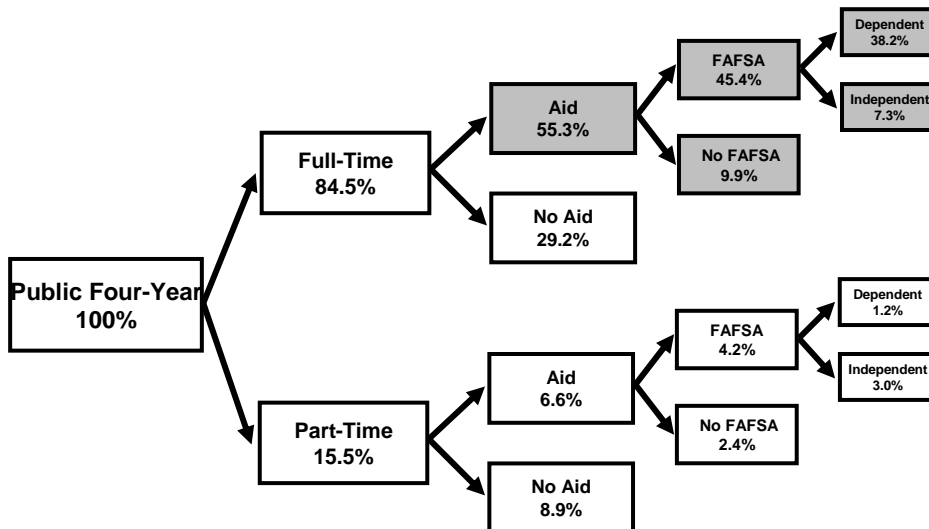 Dependent
38.2%
FAFSA
45.4%
Aid
55.3%
Independent
7.3%
Full-Time
84.5%
No FAFSA
9.9%
No Aid
29.2%
Public Four-Year
100%
Dependent
1.2%
FAFSA
4.2%
Aid
6.6%
Independent
3.0%
Part-Time
15.5%
No FAFSA
2.4%
No Aid
8.9%